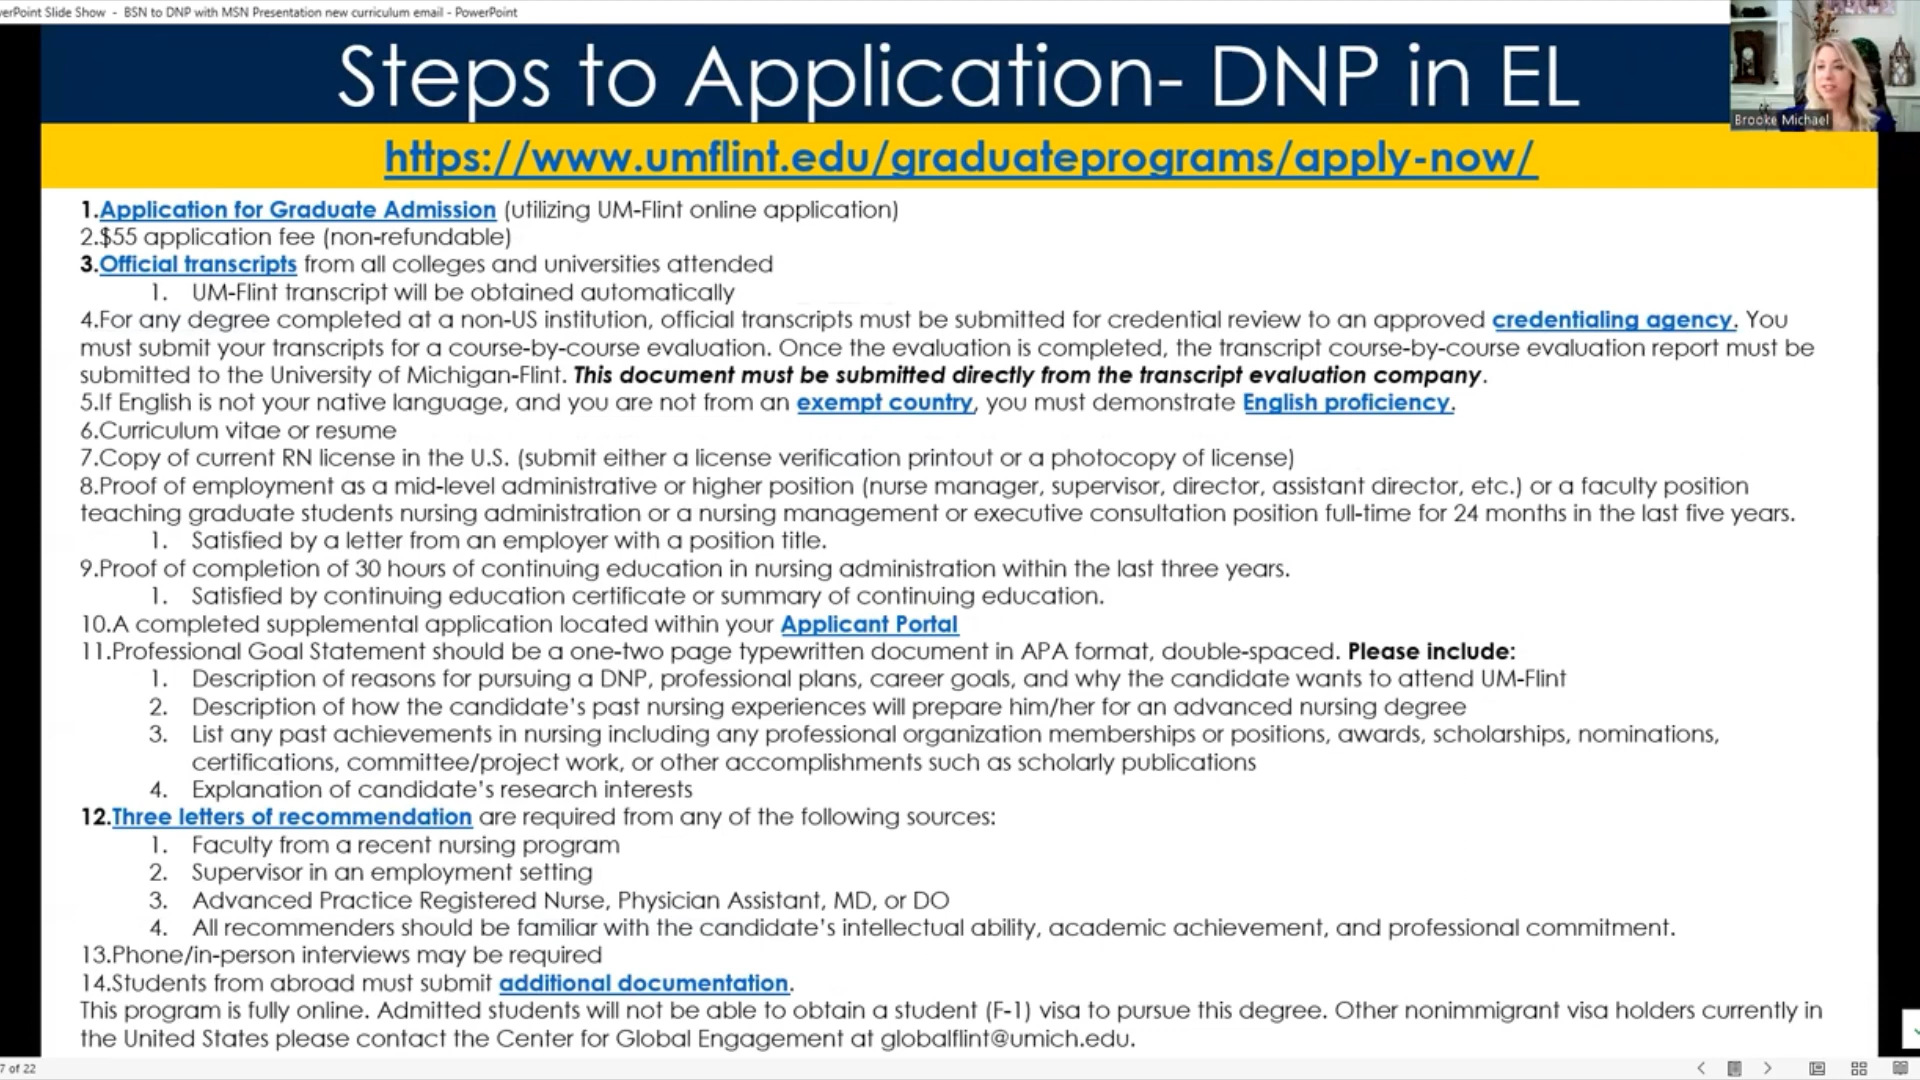 PowerPoint Slide Show - BSN to DNP with MSN Presentation new curriculum email - PowerPoint
Steps to Application- DNP in EL
Brooke Michael
https://www.umflint.edu/graduateprograms/apply-now/
1.Application for Graduate Admission (utilizing UM-Flint online application)
2.$55 application fee (non-refundable)
3.Official transcripts from all colleges and universities attended
1. UM-Flint transcript will be obtained automatically
4.For any degree completed at a non-US institution, official transcripts must be submitted for credential review to an approved credentialing agency. You
must submit your transcripts for a course-by-course evaluation. Once the evaluation is completed, the transcript course-by-course evaluation report must be
submitted to the University of Michigan-Flint. This document must be submitted directly from the transcript evaluation company.
5.If English is not your native language, and you are not from an exempt country, you must demonstrate English proficiency.
6.Curriculum vitae or resume
7.Copy of current RN license in the U.S. (submit either a license verification printout or a photocopy of license)
8.Proof of employment as a mid-level administrative or higher position (nurse manager, supervisor, director, assistant director, etc.) or a faculty position
teaching graduate students nursing administration or a nursing management or executive consultation position full-time for 24 months in the last five years.
1. Satisfied by a letter from an employer with a position title.
9.Proof of completion of 30 hours of continuing education in nursing administration within the last three years.
1. Satisfied by continuing education certificate or summary of continuing education.
10.A completed supplemental application located within your Applicant Portal
11.Professional Goal Statement should be a one-two page typewritten document in APA format, double-spaced. Please include:
1. Description of reasons for pursuing a DNP, professional plans, career goals, and why the candidate wants to attend UM-Flint
2. Description of how the candidate's past nursing experiences will prepare him/her for an advanced nursing degree
3. List any past achievements in nursing including any professional organization memberships or positions, awards, scholarships, nominations,
certifications, committee/project work, or other accomplishments such as scholarly publications
4. Explanation of candidate's research interests
12.Three letters of recommendation are required from any of the following sources:
1. Faculty from a recent nursing program
2. Supervisor in an employment setting
3. Advanced Practice Registered Nurse, Physician Assistant, MD, or DO
4. All recommenders should be familiar with the candidate's intellectual ability, academic achievement, and professional commitment.
13.Phone/in-person interviews may be required
14.Students from abroad must submit additional documentation.
This program is fully online. Admitted students will not be able to obtain a student (F-1) visa to pursue this degree. Other nonimmigrant visa holders currently in
the United States please contact the Center for Global Engagement at globalflint@umich.edu.
7 of 22